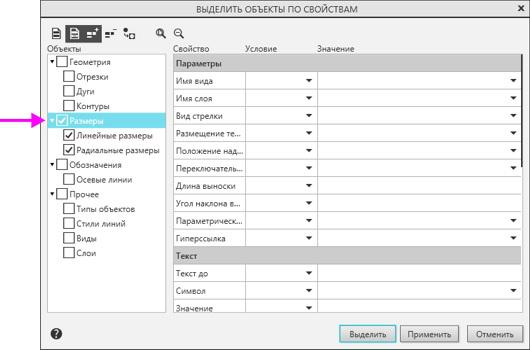 ВЫДЕЛИТЬ ОБЪЕКТЫ ПО СВОЙСТВАМ
Объекты
Геометрия
Отрезки
Дуги
Контуры
Размеры
Линейные размеры
Радиальные размеры
Обозначения
Осевые линии
Прочее
Типы объектов
Стили линий
Виды
Слои
Свойство Условие Значение
Параметры
Имя вида
Имя слоя
Вид стрелки
Размещение те...
Положение над...
Переключатель...
Длина выноски
Угол наклона в...
Параметрическ...
Гиперссылка
Текст
Текст до
Символ
Значение
Выделить Применить Отменить